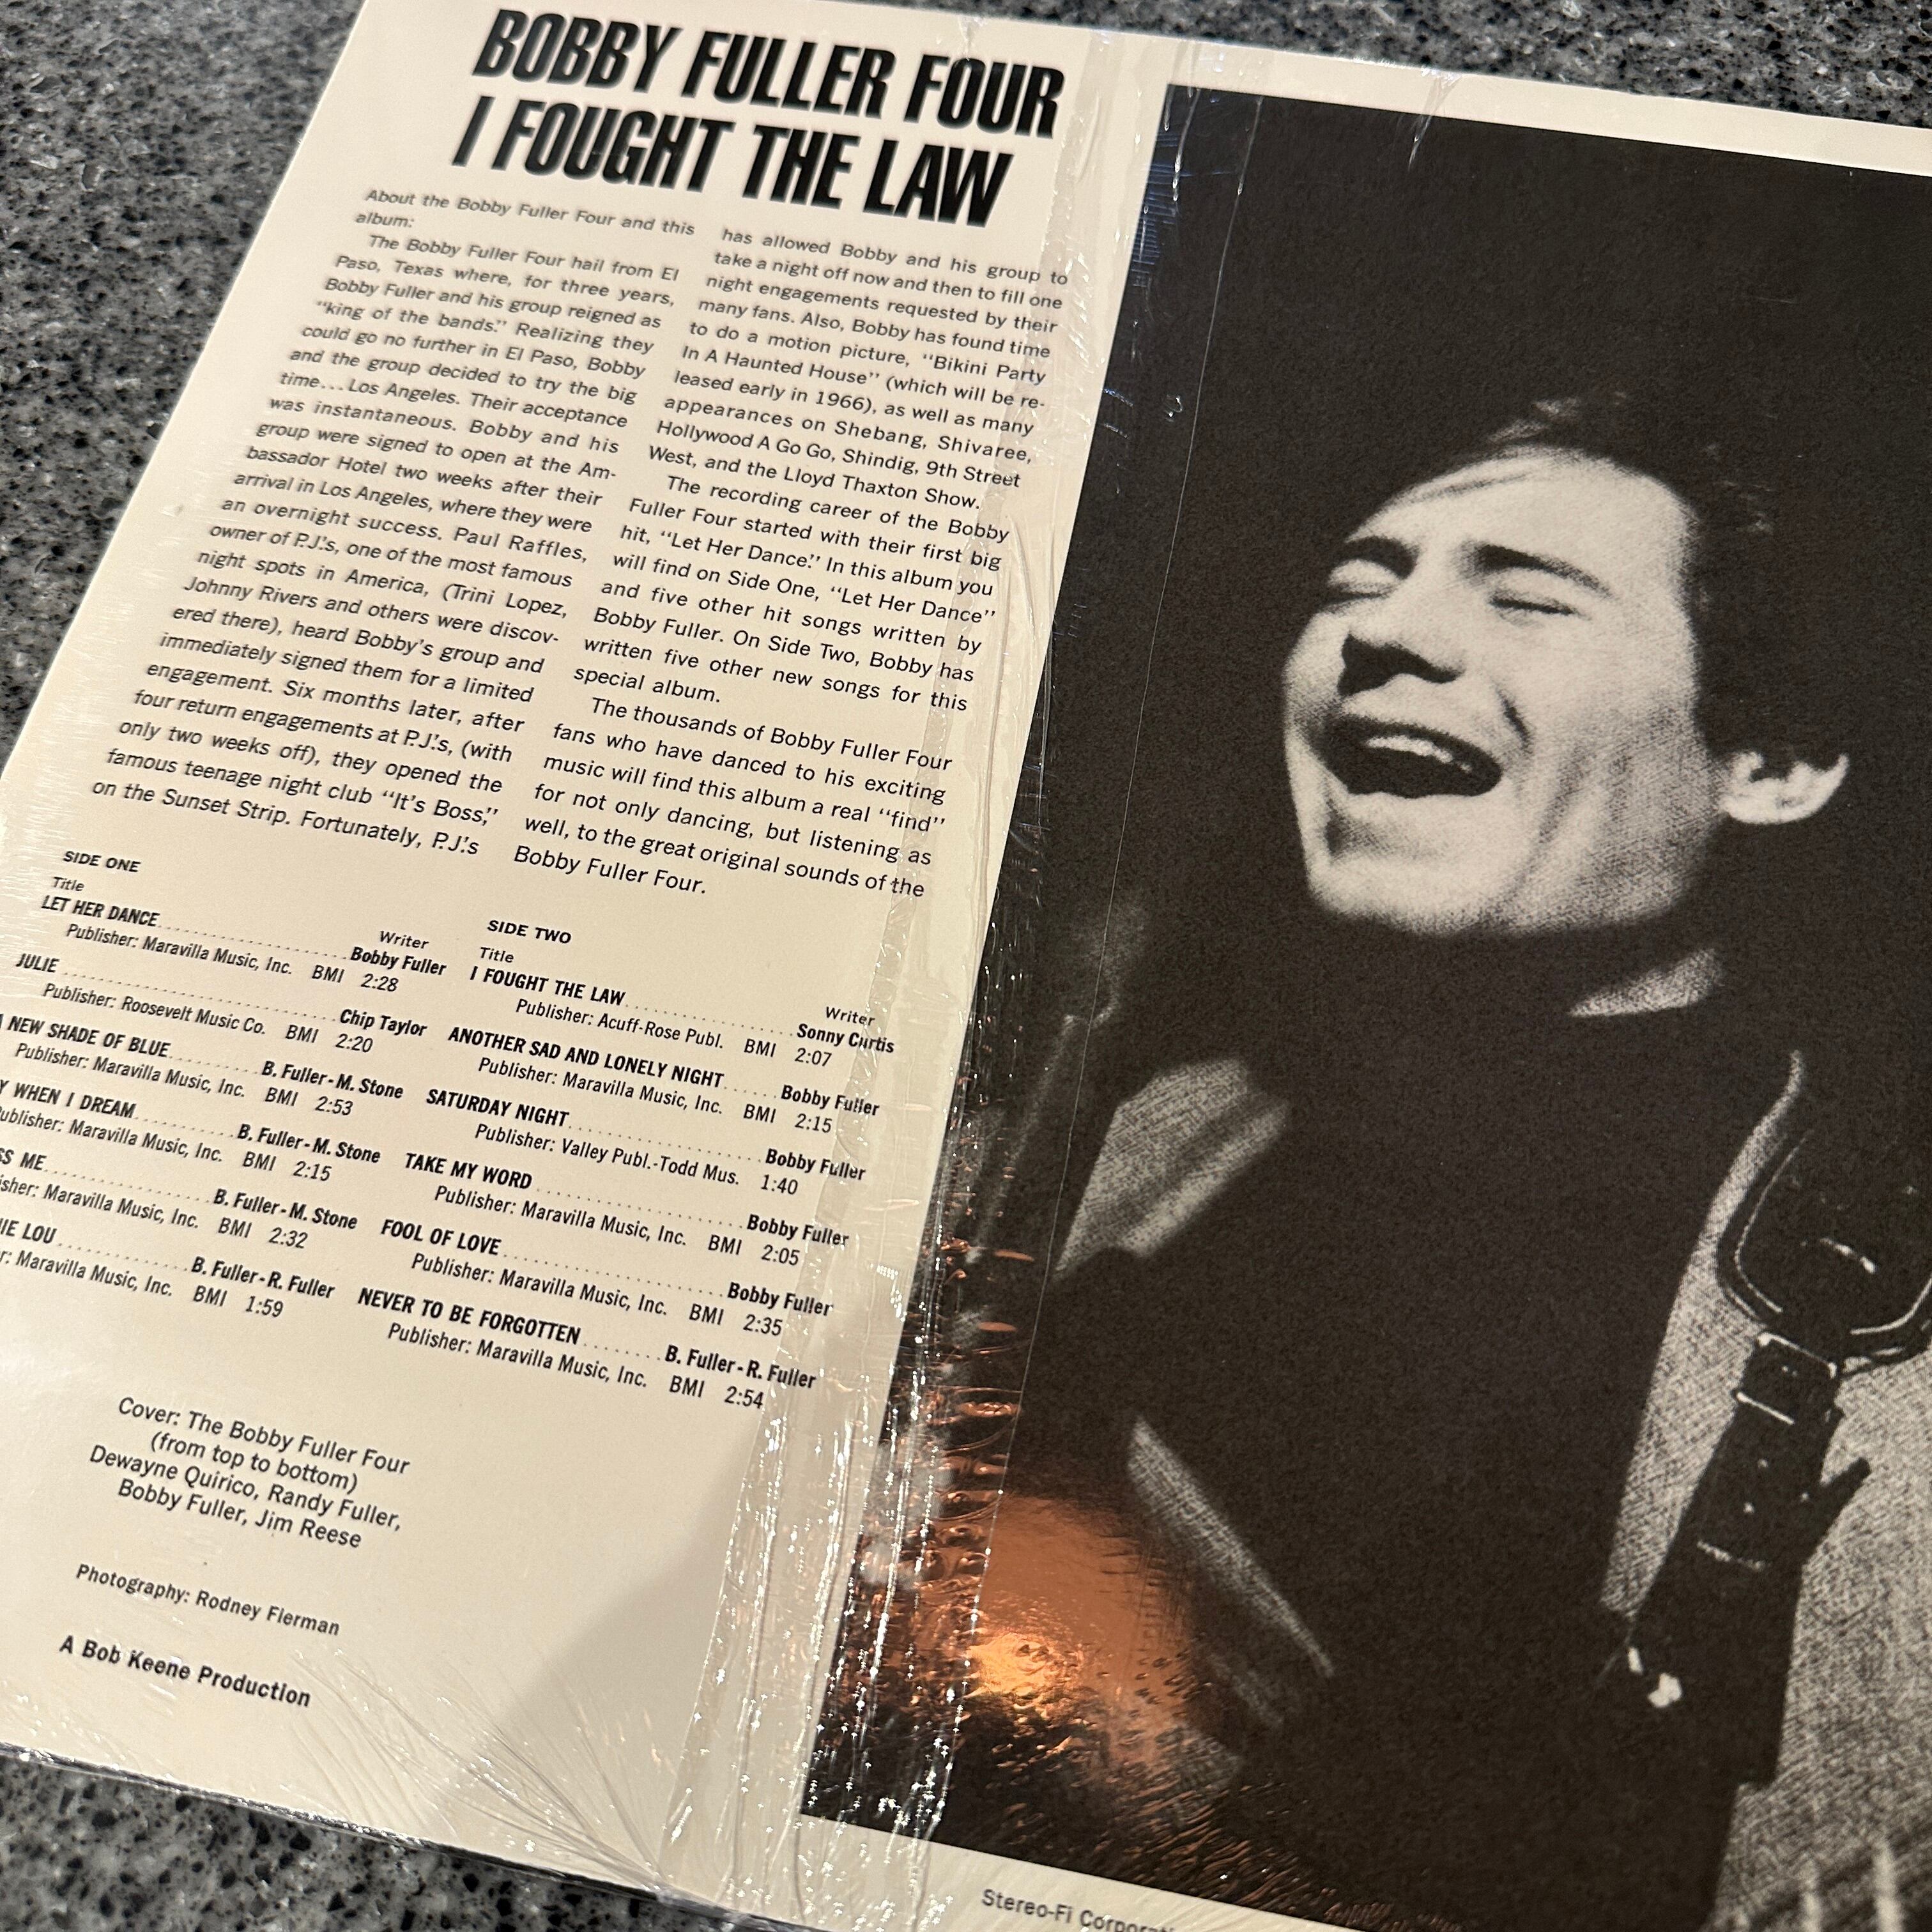 BOBBY FULLER FOUR
I FOUGHT THE LAW
About the Bobby Fuller Four and this
album:
The Bobby Fuller Four hail from El
Paso, Texas where, for three years,
Bobby Fuller and his group reigned as
“king of the bands.” Realizing they
could go no further in El Paso, Bobby
and the group decided to try the big
time...Los Angeles. Their acceptance
was instantaneous. Bobby and his
group were signed to open at the Am-
bassador Hotel two weeks after their
arrival in Los Angeles, where they were
an overnight success. Paul Raffles,
owner of P.J.'s, one of the most famous
night spots in America, (Trini Lopez,
Johnny Rivers and others were discov-
ered there), heard Bobby's group and
immediately signed them for a limited
engagement. Six months later, after
four return engagements at P.J.'s, (with
only two weeks off), they opened the
famous teenage night club “It's Boss,”
on the Sunset Strip. Fortunately, P.J.'s
has allowed Bobby and his group to
take a night off now and then to fill one
night engagements requested by their
many fans. Also, Bobby has found time
to do a motion picture, “Bikini Party
In A Haunted House” (which will be re-
leased early in 1966), as well as many
appearances on Shebang, Shivaree,
Hollywood A Go Go, Shindig, 9th Street
West, and the Lloyd Thaxton Show.
The recording career of the Bobby
Fuller Four started with their first big
hit, “Let Her Dance.” In this album you
will find on Side One, “Let Her Dance”
and five other hit songs written by
Bobby Fuller. On Side Two, Bobby has
written five other new songs for this
special album.
The thousands of Bobby Fuller Four
fans who have danced to his exciting
music will find this album a real “find”
for not only dancing, but listening as
well, to the great original sounds of the
Bobby Fuller Four.
SIDE ONE
Title Writer
LET HER DANCE Bobby Fuller
Publisher: Maravilla Music, Inc. BMI 2:28
JULIE Chip Taylor
Publisher: Roosevelt Music Co. BMI 2:20
A NEW SHADE OF BLUE B. Fuller-M. Stone
Publisher: Maravilla Music, Inc. BMI 2:53
WHEN I DREAM B. Fuller-M. Stone
Maravilla Music, Inc. BMI 2:15
ME B. Fuller-M. Stone
Maravilla Music, Inc. BMI 2:32
LOU B. Fuller-R. Fuller
Maravilla Music, Inc. BMI 1:59
SIDE TWO
Title Writer
I FOUGHT THE LAW Sonny Curtis
Publisher: Acuff-Rose Publ. BMI 2:07
ANOTHER SAD AND LONELY NIGHT Bobby Fuller
Publisher: Maravilla Music, Inc. BMI 2:15
SATURDAY NIGHT Bobby Fuller
Publisher: Valley Publ.-Todd Mus. 1:40
TAKE MY WORD Bobby Fuller
Publisher: Maravilla Music, Inc. BMI 2:05
FOOL OF LOVE Bobby Fuller
Publisher: Maravilla Music, Inc. BMI 2:35
NEVER TO BE FORGOTTEN B. Fuller-R. Fuller
Publisher: Maravilla Music, Inc. BMI 2:54
Cover: The Bobby Fuller Four
(from top to bottom)
Dewayne Quirico, Randy Fuller,
Bobby Fuller, Jim Reese
Photography: Rodney Fierman
A Bob Keene Production
Stereo-Fi